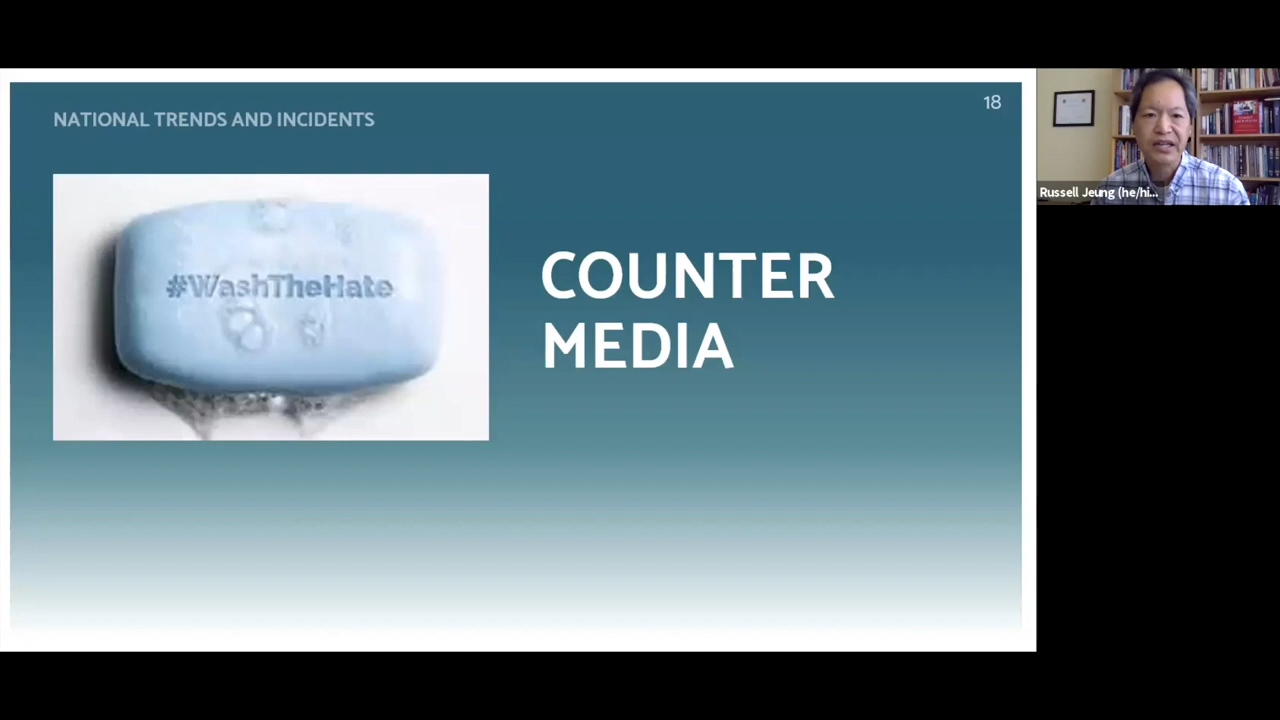 NATIONAL TRENDS AND INCIDENTS
18
#WashTheHate
COUNTER
MEDIA
Russell Jeung (he/hi...